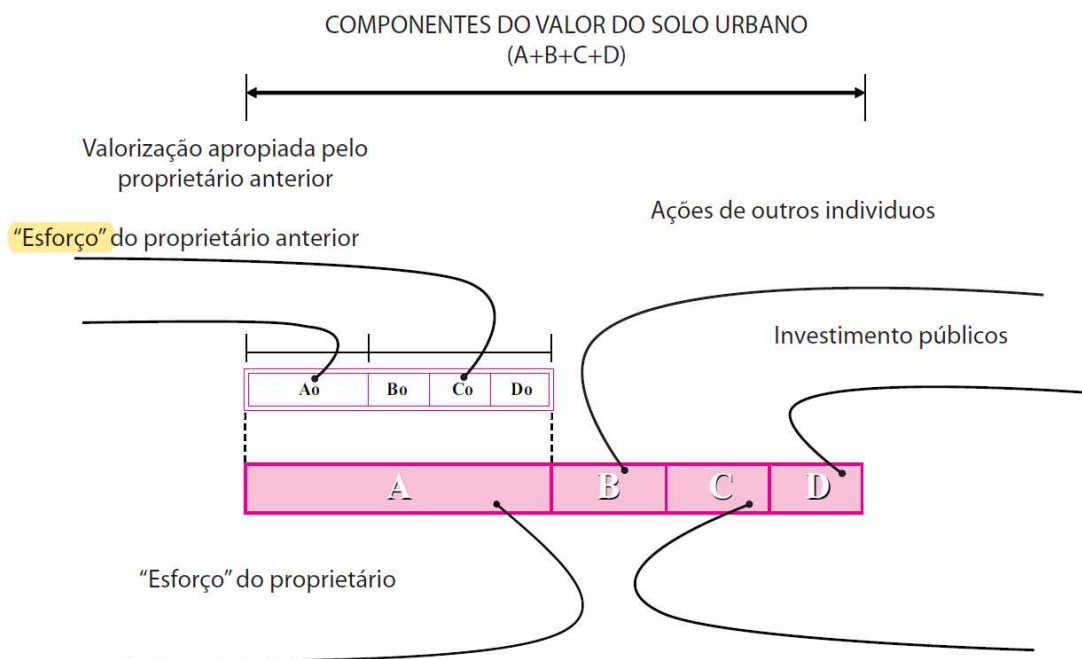 COMPONENTES DO VALOR DO SOLO URBANO
(A+B+C+D)
Valorização apropiada pelo
proprietário anterior
Ações de outros individuos
“Esforço” do proprietário anterior
Investimento públicos
Ao Bo Co Do
A B C D
“Esforço” do proprietário